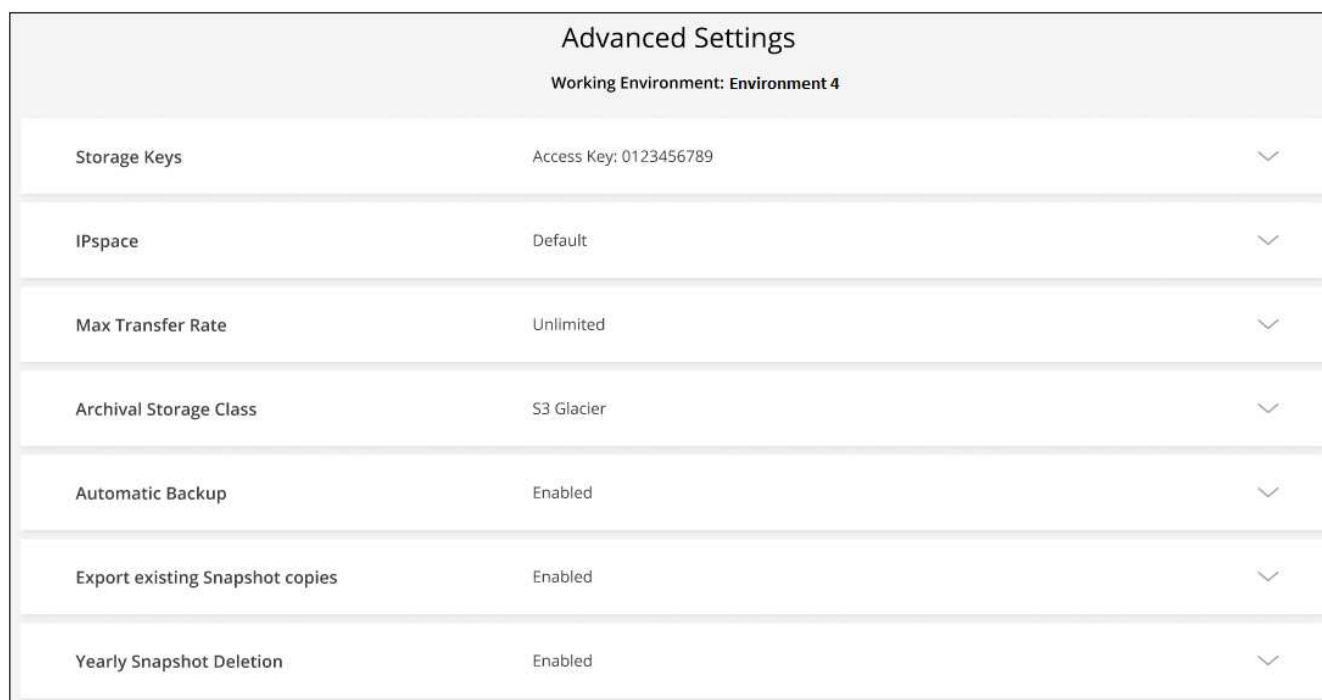 Advanced Settings
Working Environment: Environment 4
Storage Keys Access Key: 0123456789
IPspace Default
Max Transfer Rate Unlimited
Archival Storage Class S3 Glacier
Automatic Backup Enabled
Export existing Snapshot copies Enabled
Yearly Snapshot Deletion Enabled